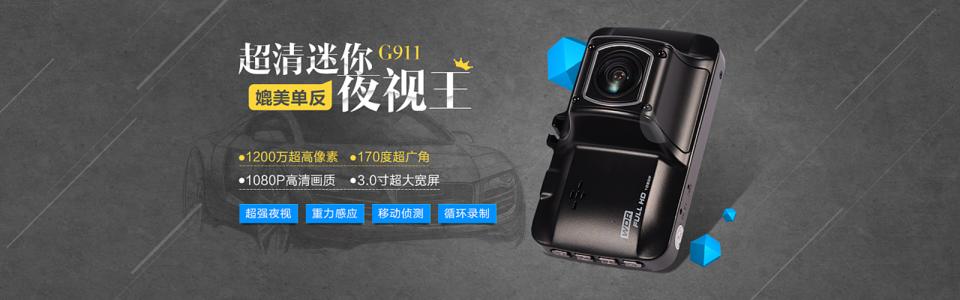 超清迷你 G911
媲美单反 夜视王
•1200万超高像素 •170度超广角
•1080P高清画质 •3.0寸超大宽屏
超强夜视 重力感应 移动侦测 循环录制
WDR
FULL HD 1080P